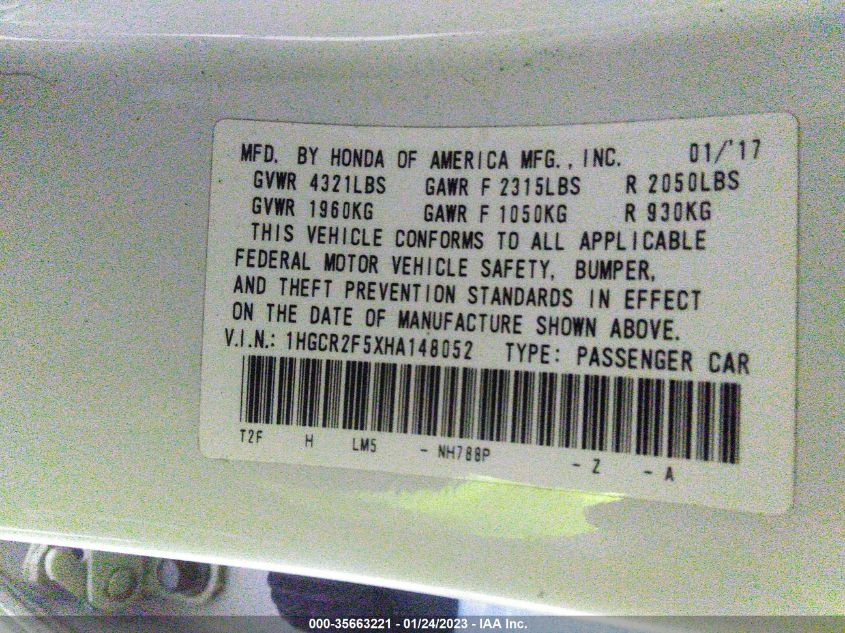 MFD. BY HONDA OF AMERICA MFG., INC. 01/'17
GVWR 4321LBS GAWR F 2315LBS R 2050LBS
GVWR 1960KG GAWR F 1050KG R 930KG
THIS VEHICLE CONFORMS TO ALL APPLICABLE
FEDERAL MOTOR VEHICLE SAFETY, BUMPER,
AND THEFT PREVENTION STANDARDS IN EFFECT
ON THE DATE OF MANUFACTURE SHOWN ABOVE.
V.I.N.: 1HGCR2F5XHA148052 TYPE: PASSENGER CAR
T2F H LM5 - NH788P - Z - A
000-35663221 - 01/24/2023 - IAA Inc.